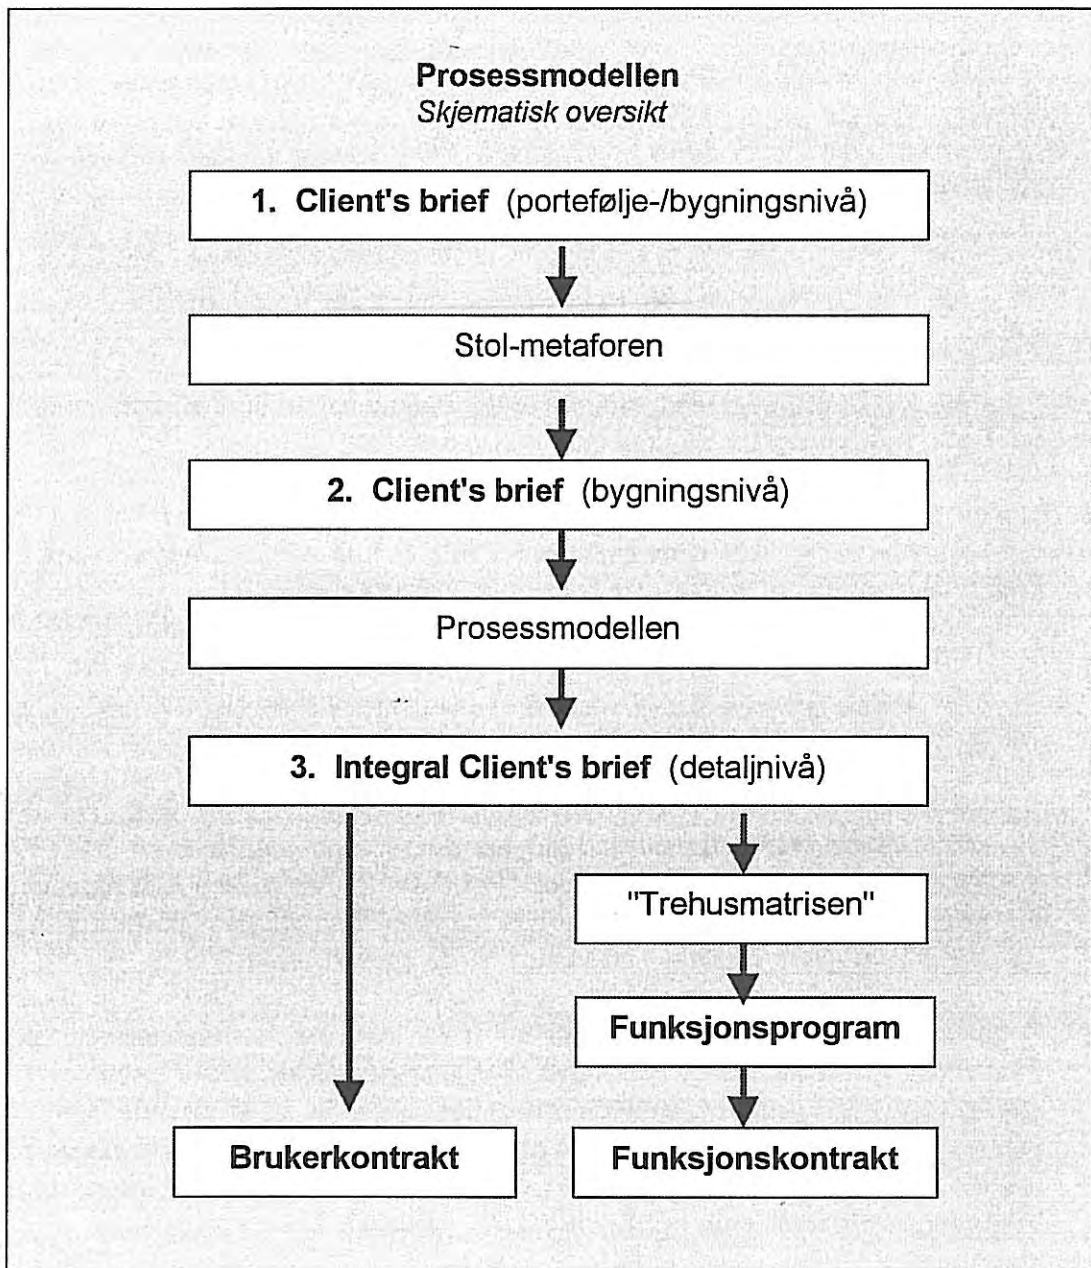 Prosessmodellen
Skjematisk oversikt
1. Client's brief (portefølje-/bygningsnivå)
Stol-metaforen
2. Client's brief (bygningsnivå)
Prosessmodellen
3. Integral Client's brief (detaljnivå)
"Trehusmatrisen"
Funksjonsprogram
Brukerkontrakt
Funksjonskontrakt